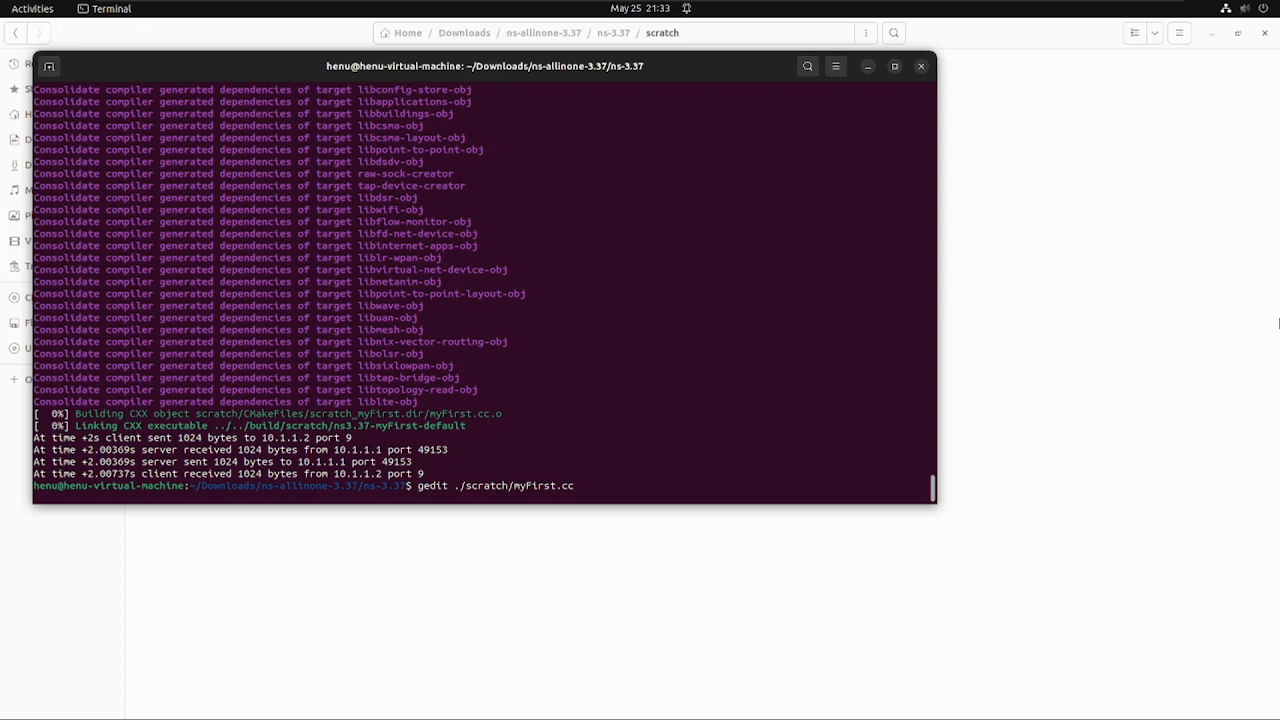 Activities
Terminal
May 25 21:33
Home
Downloads
ns-allinone-3.37
ns-3.37
scratch
henu@henu-virtual-machine: ~/Downloads/ns-allinone-3.37/ns-3.37
Consolidate compiler generated dependencies of target libconfig-store-obj
Consolidate compiler generated dependencies of target libapplications-obj
Consolidate compiler generated dependencies of target libbuildings-obj
Consolidate compiler generated dependencies of target libcsma-obj
Consolidate compiler generated dependencies of target libcsma-layout-obj
Consolidate compiler generated dependencies of target libpoint-to-point-obj
Consolidate compiler generated dependencies of target libdsdv-obj
Consolidate compiler generated dependencies of target raw-sock-creator
Consolidate compiler generated dependencies of target tap-device-creator
Consolidate compiler generated dependencies of target libdsr-obj
Consolidate compiler generated dependencies of target libwifi-obj
Consolidate compiler generated dependencies of target libflow-monitor-obj
Consolidate compiler generated dependencies of target libfd-net-device-obj
Consolidate compiler generated dependencies of target libinternet-apps-obj
Consolidate compiler generated dependencies of target liblr-wpan-obj
Consolidate compiler generated dependencies of target libvirtual-net-device-obj
Consolidate compiler generated dependencies of target libnetanim-obj
Consolidate compiler generated dependencies of target libpoint-to-point-layout-obj
Consolidate compiler generated dependencies of target libwave-obj
Consolidate compiler generated dependencies of target libuan-obj
Consolidate compiler generated dependencies of target libmesh-obj
Consolidate compiler generated dependencies of target libnix-vector-routing-obj
Consolidate compiler generated dependencies of target libolsr-obj
Consolidate compiler generated dependencies of target libsixlowpan-obj
Consolidate compiler generated dependencies of target libtap-bridge-obj
Consolidate compiler generated dependencies of target libtopology-read-obj
Consolidate compiler generated dependencies of target liblte-obj
[  0%] Building CXX object scratch/CMakeFiles/scratch_myFirst.dir/myFirst.cc.o
[  0%] Linking CXX executable ../../build/scratch/ns3.37-myFirst-default
At time +2s client sent 1024 bytes to 10.1.1.2 port 9
At time +2.00369s server received 1024 bytes from 10.1.1.1 port 49153
At time +2.00369s server sent 1024 bytes to 10.1.1.1 port 49153
At time +2.00737s client received 1024 bytes from 10.1.1.2 port 9
henu@henu-virtual-machine:~/Downloads/ns-allinone-3.37/ns-3.37$ gedit ./scratch/myFirst.cc